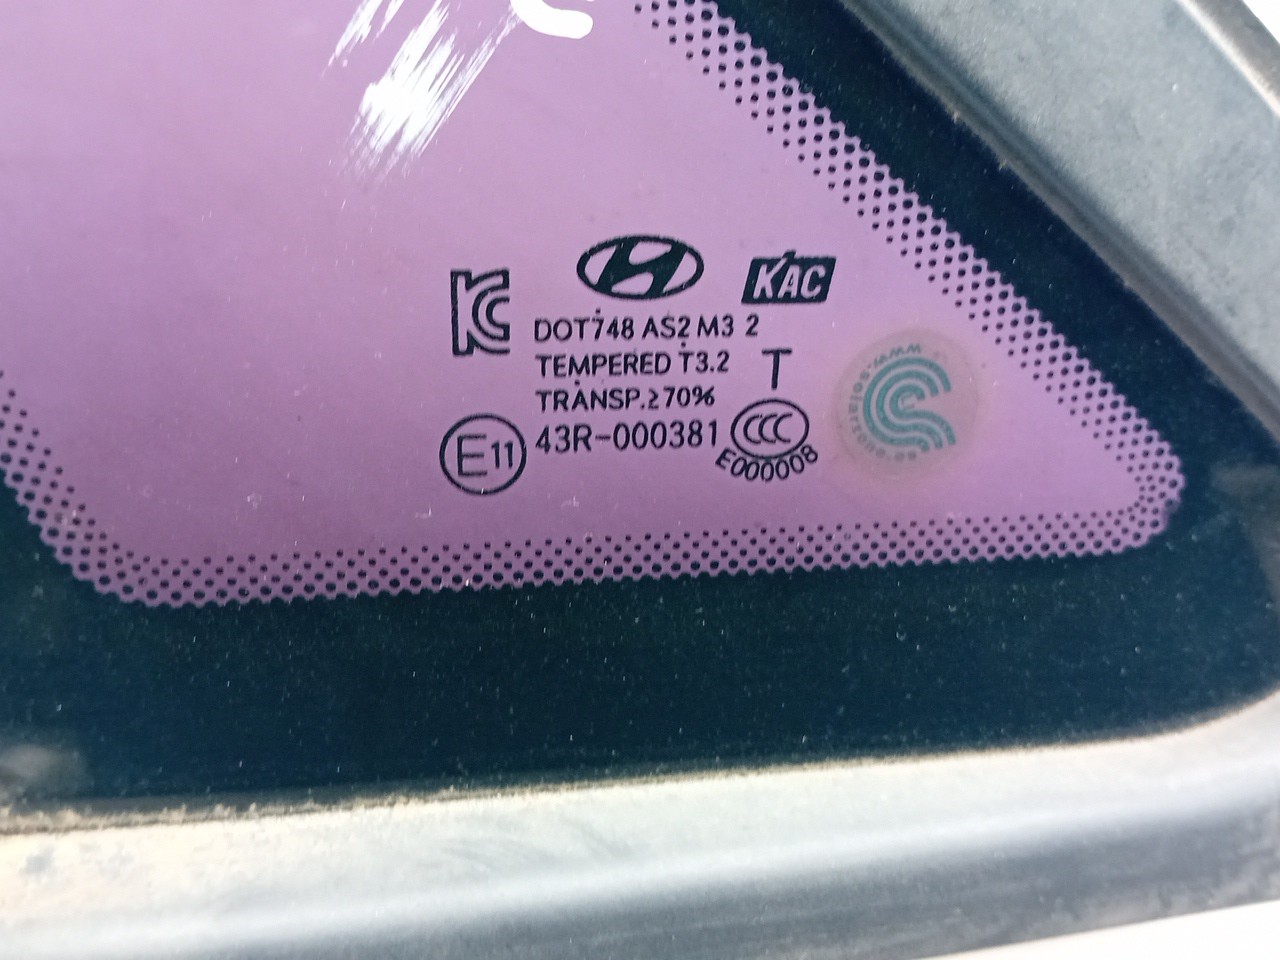 KC
KAC
DOT748 AS2 M3 2
TEMPERED T3.2
T
TRANSP.≥70%
E11
43R-000381
CCC
E000008